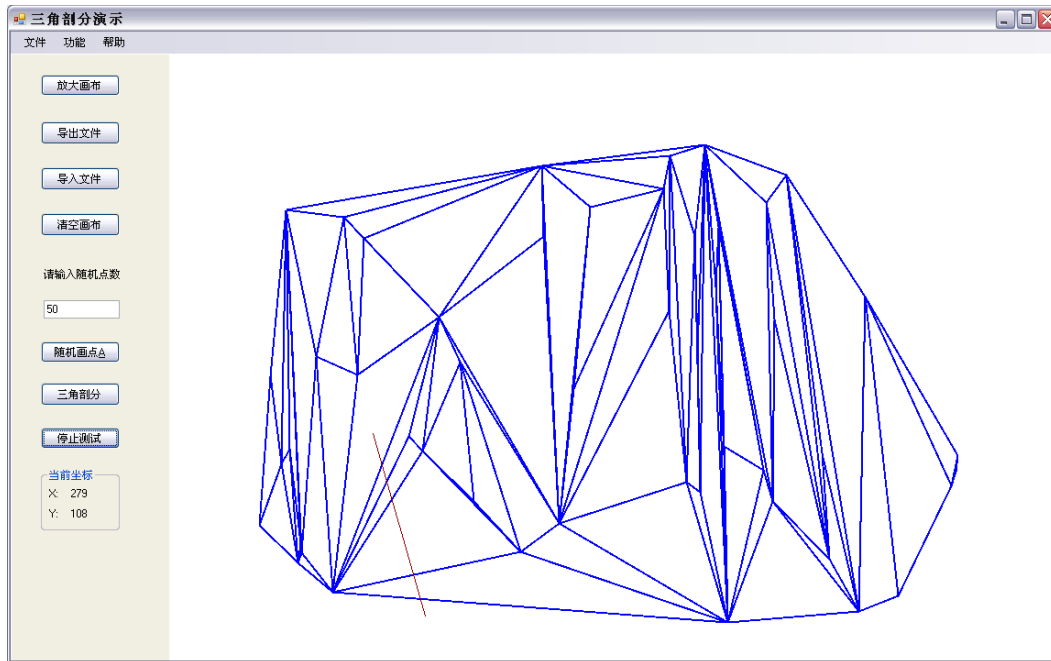 三角剖分演示
文件 功能 帮助
放大画布
导出文件
导入文件
清空画布
请输入随机点数
50
随机画点A
三角剖分
停止测试
当前坐标
X: 279
Y: 108